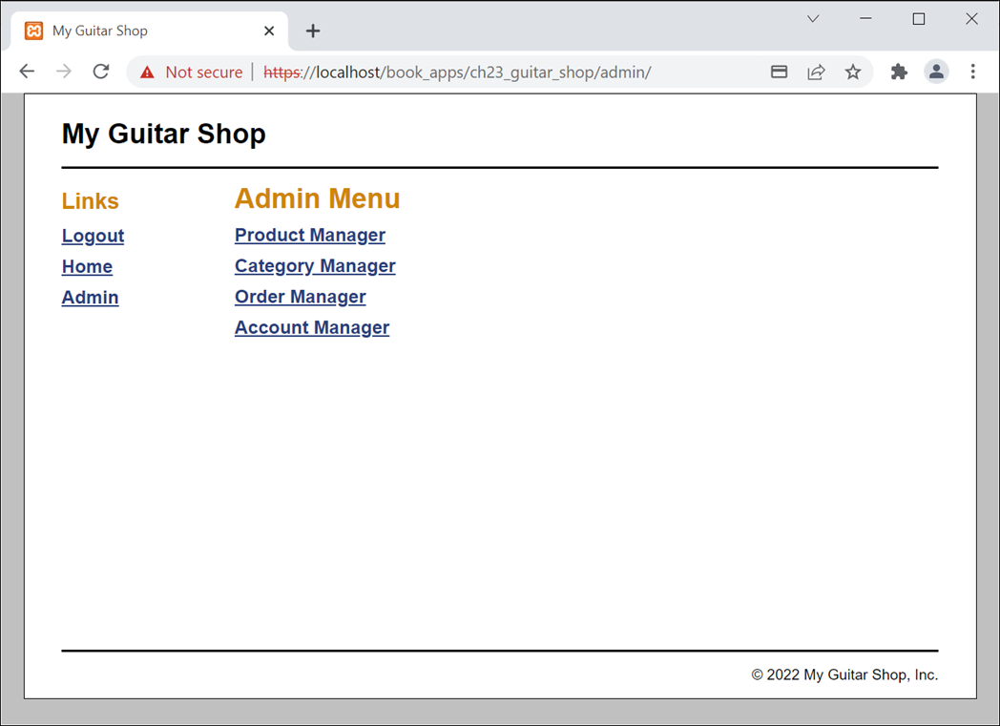 My Guitar Shop
Not secure | https://localhost/book_apps/ch23_guitar_shop/admin/
My Guitar Shop
Links
Logout
Home
Admin
Admin Menu
Product Manager
Category Manager
Order Manager
Account Manager
© 2022 My Guitar Shop, Inc.